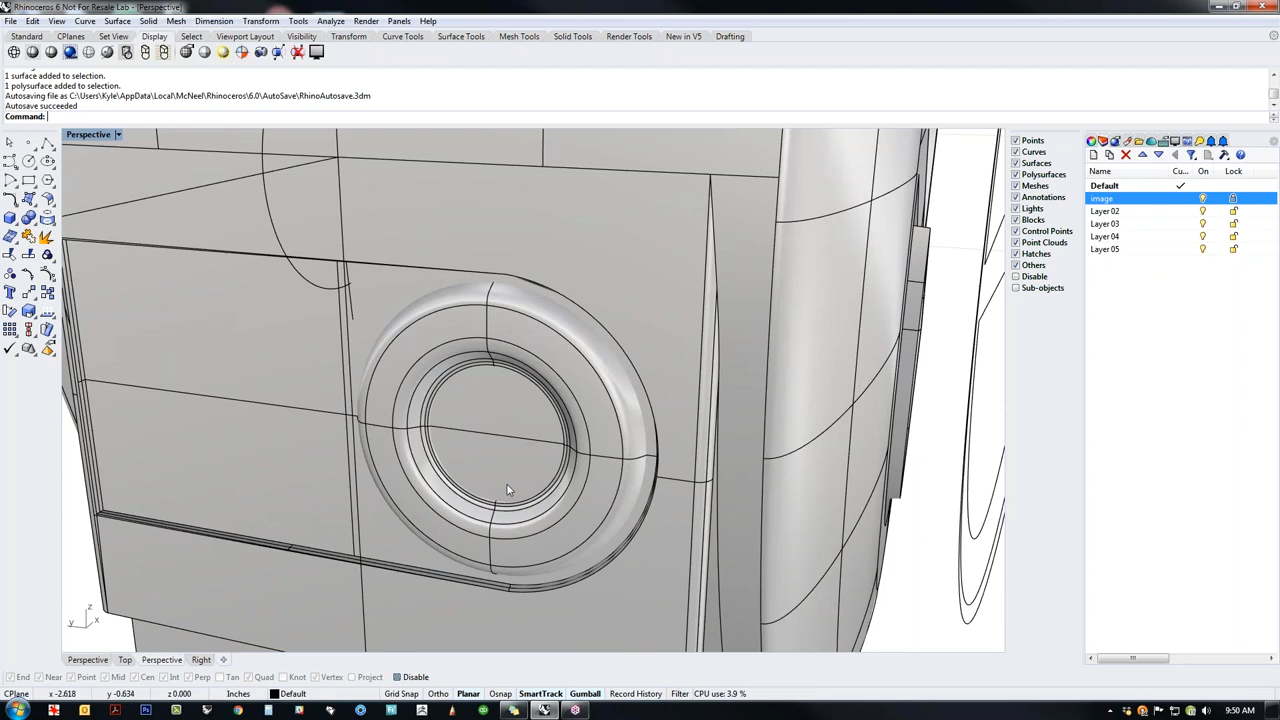 Rhinoceros 6 Not For Resale Lab - [Perspective]
File Edit View Curve Surface Solid Mesh Dimension Transform Tools Analyze Render Panels Help
Standard CPlanes Set View Display Select Viewport Layout Visibility Transform Curve Tools Surface Tools Solid Tools Mesh Tools Render Tools New in V5 Drafting
1 surface added to selection.
1 polysurface added to selection.
Autosaving file as C:\Users\Kyle\AppData\Local\McNeel\Rhinoceros\6.0\AutoSave\RhinoAutosave.3dm
Autosave succeeded
Command:
Perspective
Points
Curves
Surfaces
Polysurfaces
Meshes
Annotations
Lights
Blocks
Control Points
Point Clouds
Hatches
Others
Disable
Sub-objects
Name Cu... On Lock
Default
image
Layer 02
Layer 03
Layer 04
Layer 05
z
y x
Perspective Top Perspective Right
End Near Point Mid Cen Int Perp Tan Quad Knot Vertex Project Disable
CPlane x -2.618 y -0.634 z 0.000 Inches Default Grid Snap Ortho Planar Osnap SmartTrack Gumball Record History Filter CPU use: 3.9 %
9:50 AM